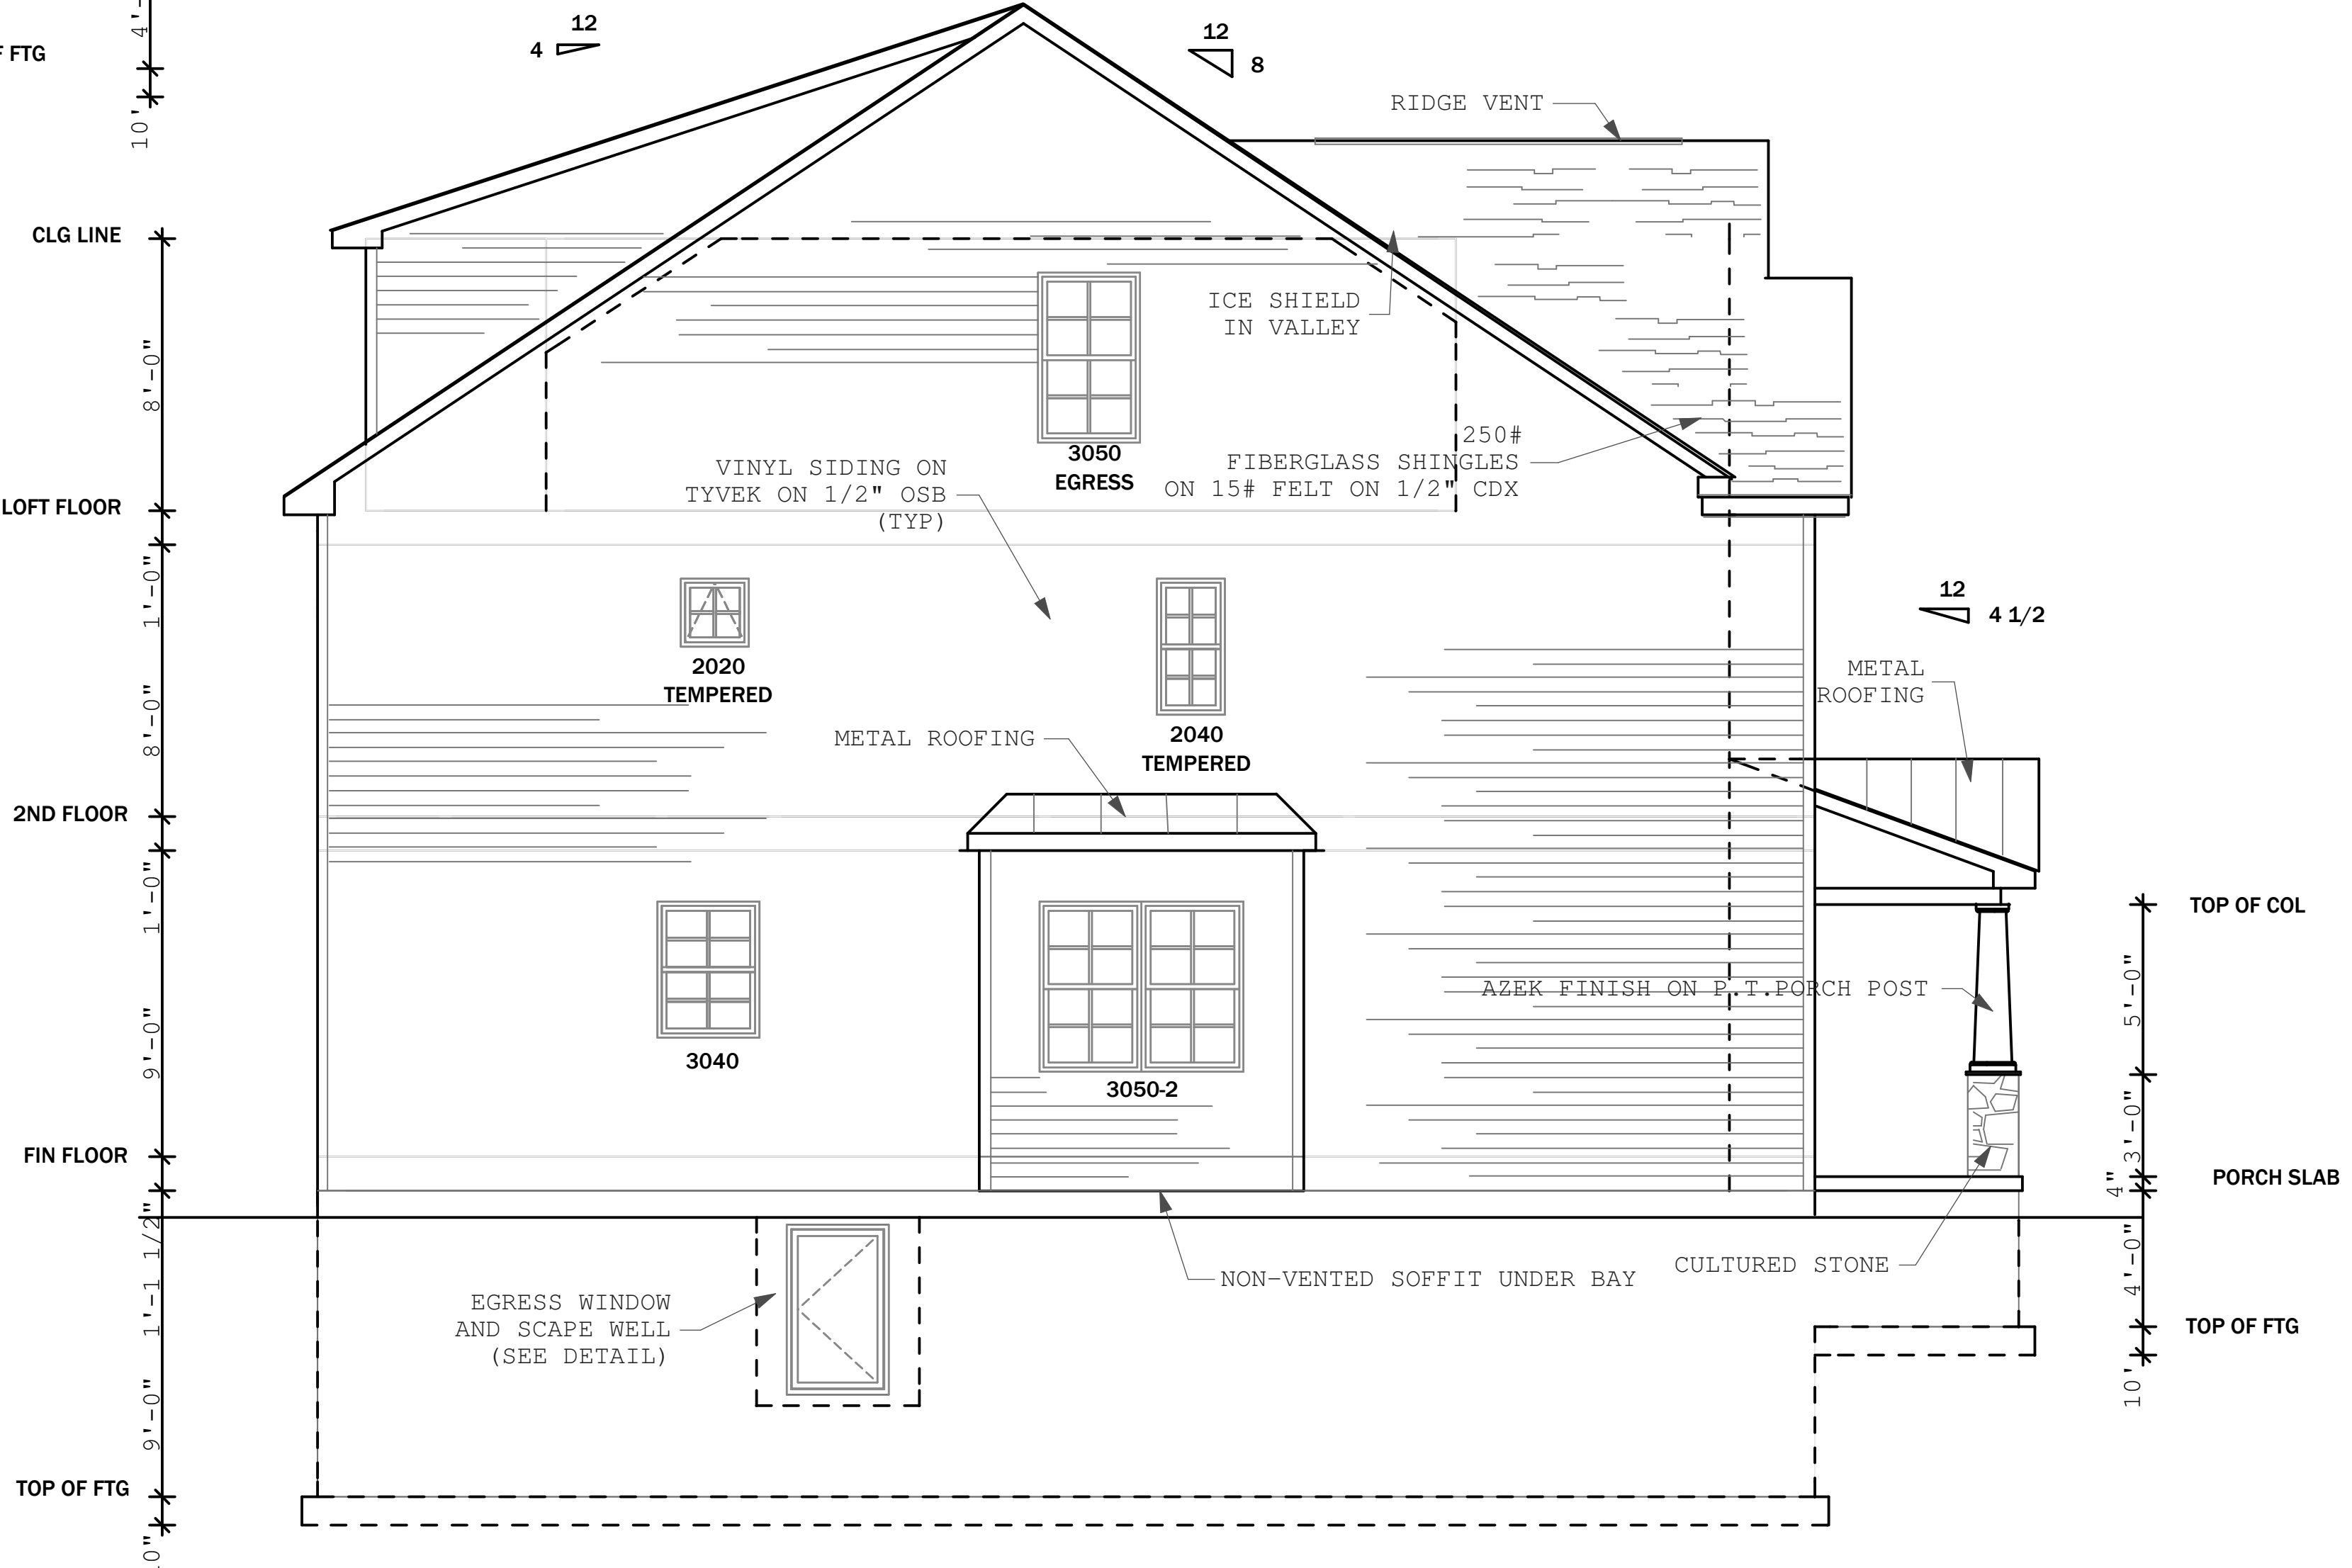 4'-
F FTG
10'
12
4
12
8
RIDGE VENT
CLG LINE
8'-0"
ICE SHIELD
IN VALLEY
3050
EGRESS
250#
FIBERGLASS SHINGLES
ON 15# FELT ON 1/2" CDX
VINYL SIDING ON
TYVEK ON 1/2" OSB
(TYP)
LOFT FLOOR
1'-0"
12
4 1/2
2020
TEMPERED
METAL
ROOFING
8'-0"
METAL ROOFING
2040
TEMPERED
2ND FLOOR
1'-0"
TOP OF COL
9'-0"
3040
3050-2
AZEK FINISH ON P.T.PORCH POST
5'-0"
3'-0"
FIN FLOOR
4"
PORCH SLAB
1'-1 1/2"
EGRESS WINDOW
AND SCAPE WELL
(SEE DETAIL)
NON-VENTED SOFFIT UNDER BAY
CULTURED STONE
4'-0"
TOP OF FTG
10'
9'-0"
TOP OF FTG
0"